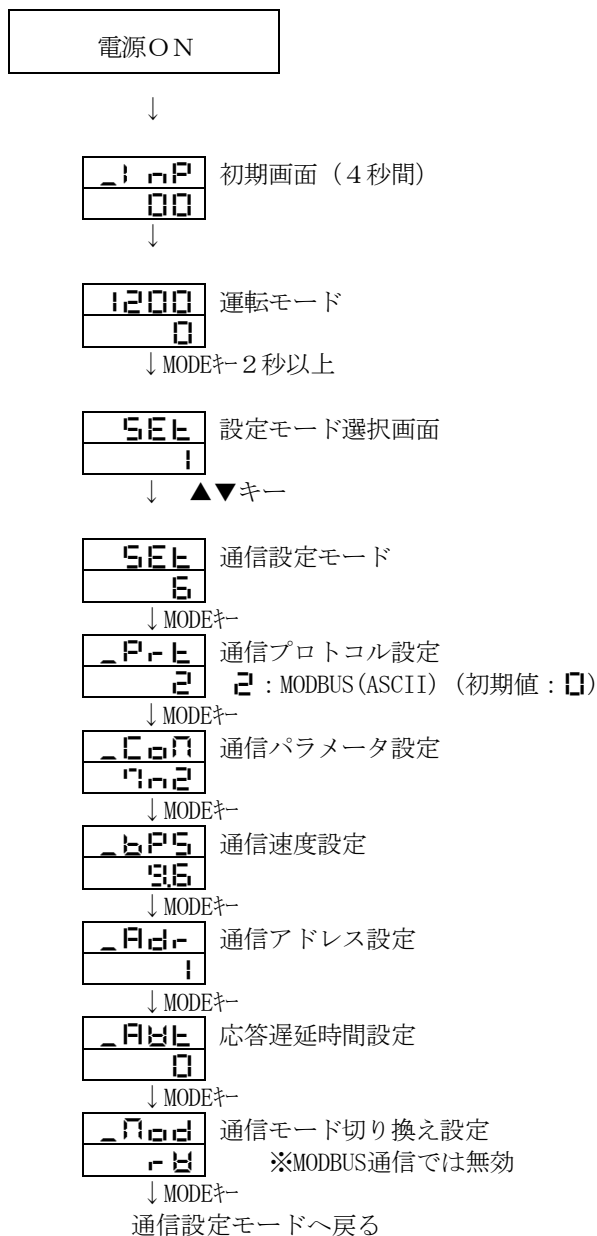 電源ON
↓
_InP 初期画面（４秒間）
00
↓
1200 運転モード
0
↓MODEｷｰ２秒以上
SEt 設定モード選択画面
1
↓ ▲▼キー
SEt 通信設定モード
6
↓MODEｷｰ
_Prt 通信プロトコル設定
2 2：MODBUS(ASCII)（初期値：0）
↓MODEｷｰ
_CoM 通信パラメータ設定
7n2
↓MODEｷｰ
_bPS 通信速度設定
9.6
↓MODEｷｰ
_Adr 通信アドレス設定
1
↓MODEｷｰ
_AWt 応答遅延時間設定
0
↓MODEｷｰ
_Mod 通信モード切り換え設定
rW ※MODBUS通信では無効
↓MODEｷｰ
通信設定モードへ戻る